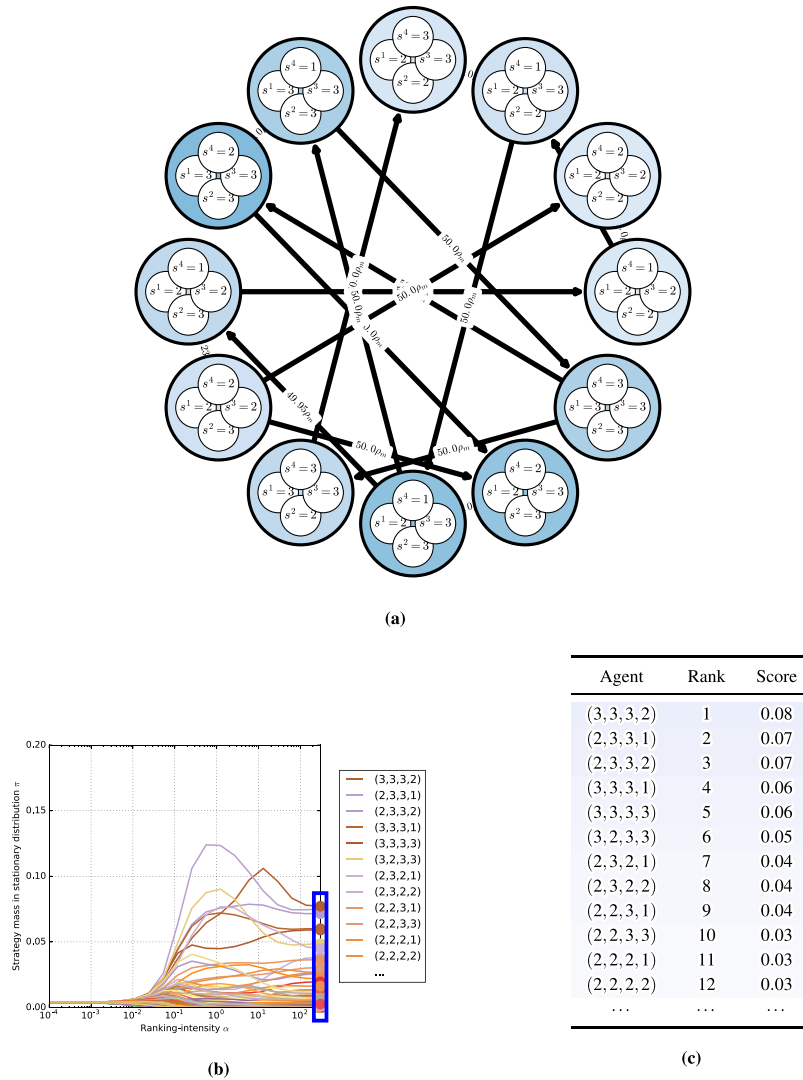 s⁴=3
s¹=2 s³=3
s²=2
s⁴=1
s¹=3 s³=3
s²=3
s⁴=1
s¹=2 s³=3
s²=2
s⁴=2
s¹=3 s³=3
s²=3
s⁴=2
s¹=2 s³=2
s²=2
50.0ρₘ
s⁴=1
s¹=2 s³=2
s²=3
50.0ρₘ
50.0ρₘ
50.0ρₘ
s⁴=1
s¹=2 s³=2
s²=2
s⁴=2
s¹=2 s³=2
s²=3
49.95ρₘ
s⁴=3
s¹=3 s³=3
s²=3
50.0ρₘ
50.0ρₘ
s⁴=3
s¹=3 s³=3
s²=2
s⁴=1
s¹=2 s³=3
s²=3
s⁴=2
s¹=2 s³=3
s²=3
(a)
Strategy mass in stationary distribution π
0.20
0.15
0.10
0.05
0.00
10⁻⁴ 10⁻³ 10⁻² 10⁻¹ 10⁰ 10¹ 10²
Ranking-intensity α
(3,3,3,2)
(2,3,3,1)
(2,3,3,2)
(3,3,3,1)
(3,3,3,3)
(3,2,3,3)
(2,3,2,1)
(2,3,2,2)
(2,2,3,1)
(2,2,3,3)
(2,2,2,1)
(2,2,2,2)
...
(b)
Agent Rank Score
(3,3,3,2) 1 0.08
(2,3,3,1) 2 0.07
(2,3,3,2) 3 0.07
(3,3,3,1) 4 0.06
(3,3,3,3) 5 0.06
(3,2,3,3) 6 0.05
(2,3,2,1) 7 0.04
(2,3,2,2) 8 0.04
(2,2,3,1) 9 0.04
(2,2,3,3) 10 0.03
(2,2,2,1) 11 0.03
(2,2,2,2) 12 0.03
... ... ...
(c)